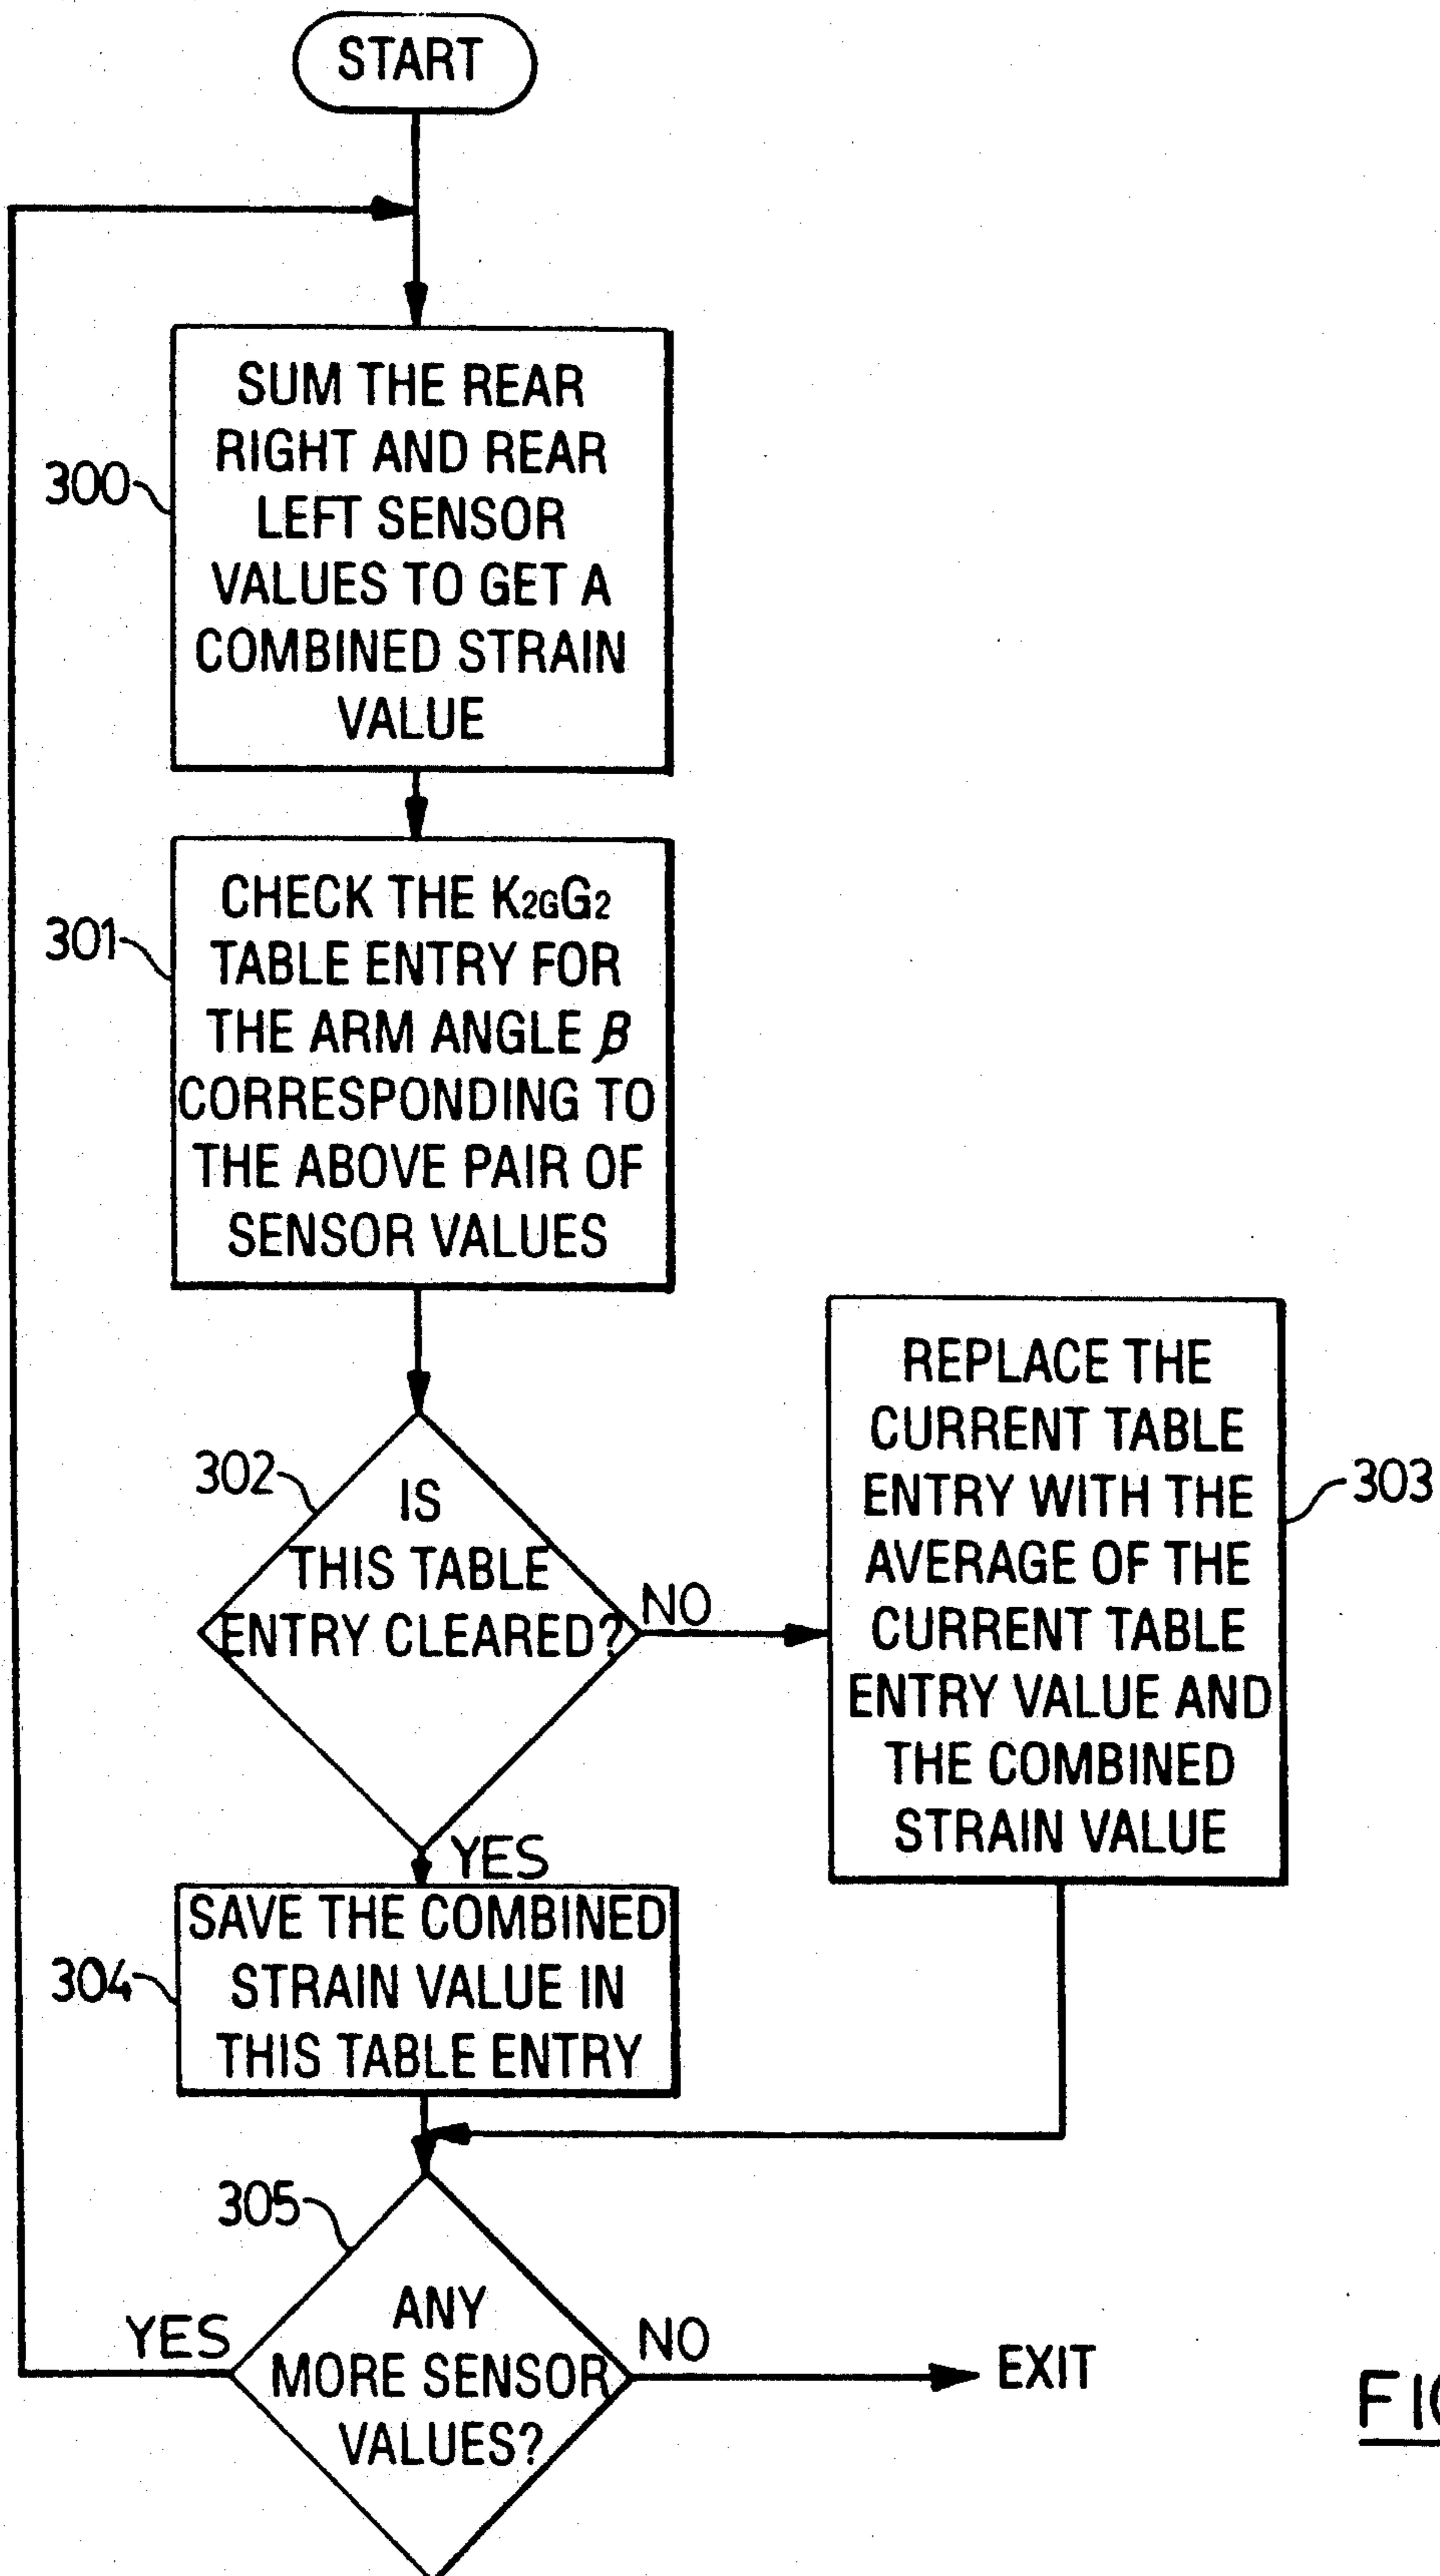 START
300
SUM THE REAR
RIGHT AND REAR
LEFT SENSOR
VALUES TO GET A
COMBINED STRAIN
VALUE
301
CHECK THE K2GG2
TABLE ENTRY FOR
THE ARM ANGLE β
CORRESPONDING TO
THE ABOVE PAIR OF
SENSOR VALUES
302
IS
THIS TABLE
ENTRY CLEARED?
NO
303
REPLACE THE
CURRENT TABLE
ENTRY WITH THE
AVERAGE OF THE
CURRENT TABLE
ENTRY VALUE AND
THE COMBINED
STRAIN VALUE
YES
304
SAVE THE COMBINED
STRAIN VALUE IN
THIS TABLE ENTRY
305
ANY
MORE SENSOR
VALUES?
YES
NO
EXIT